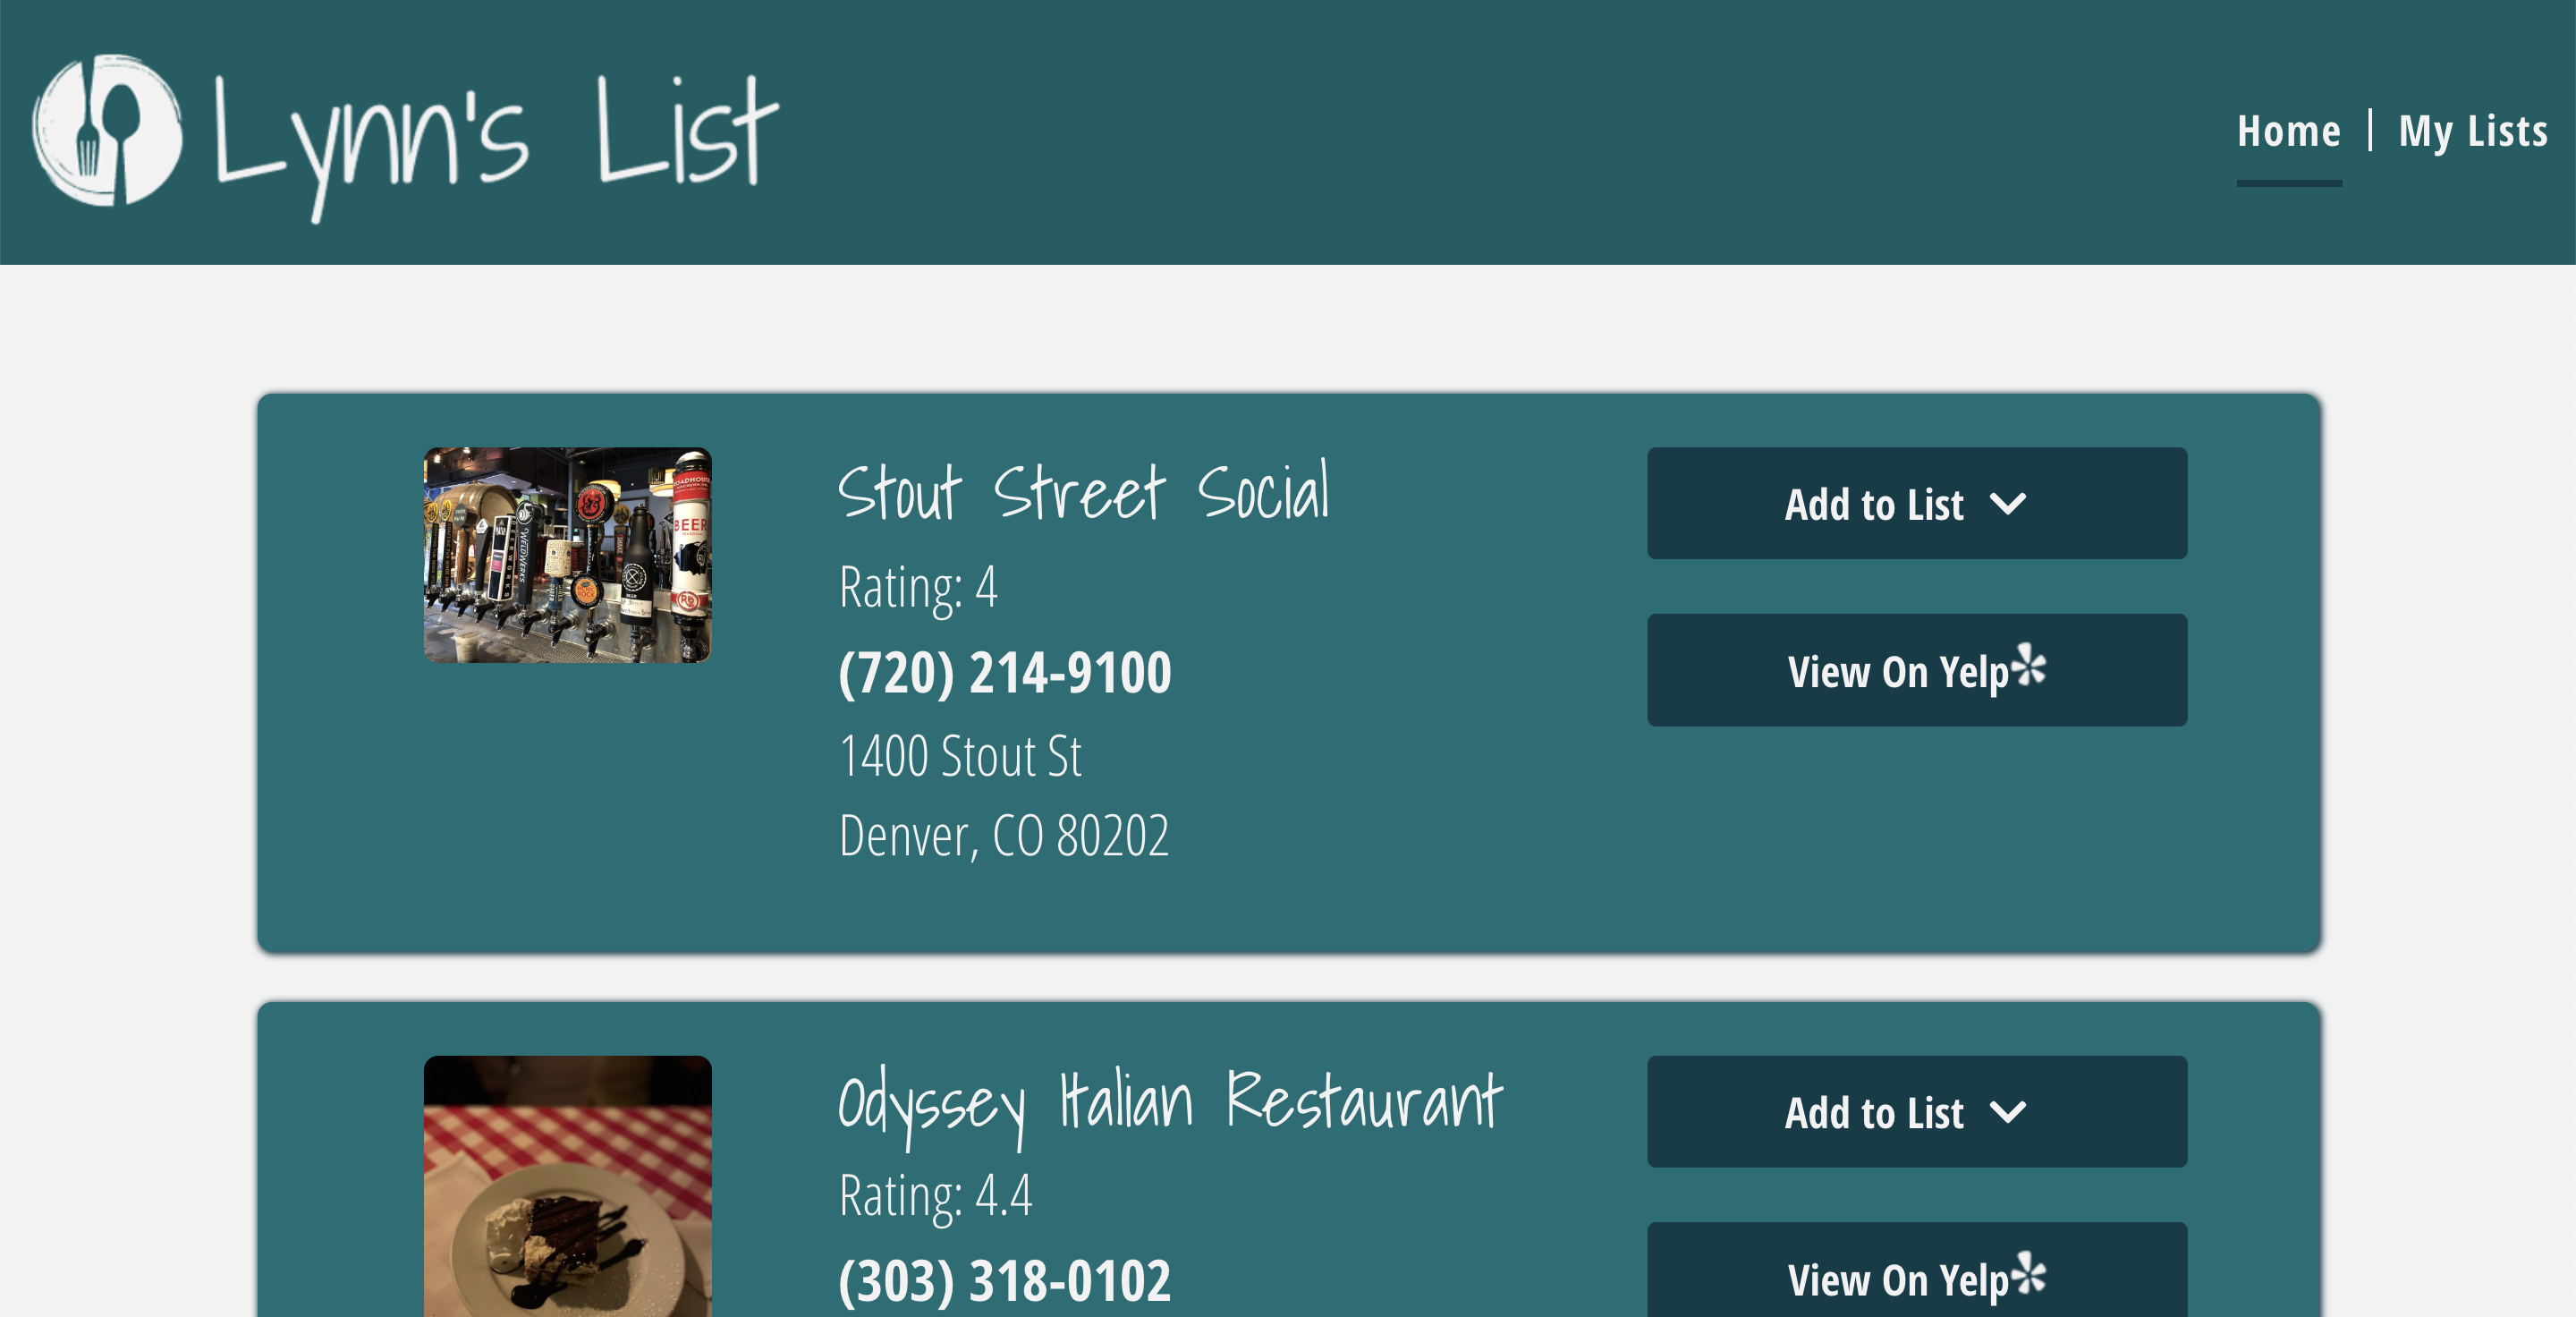 Lynn's List
Home | My Lists
Stout Street Social
Rating: 4
(720) 214-9100
1400 Stout St
Denver, CO 80202
Add to List
View On Yelp
BEER
WELDWERKS
Odyssey Italian Restaurant
Rating: 4.4
(303) 318-0102
Add to List
View On Yelp